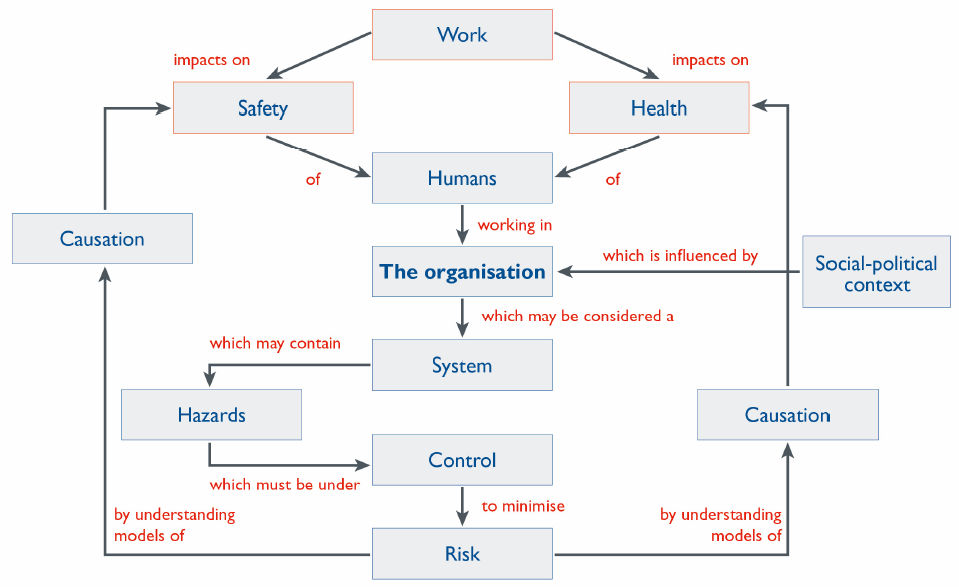 Work
impacts on
impacts on
Safety
Health
of
Humans
of
working in
Causation
The organisation
which is influenced by
Social-political
context
which may be considered a
which may contain
System
Hazards
Causation
Control
which must be under
to minimise
by understanding
models of
by understanding
models of
Risk